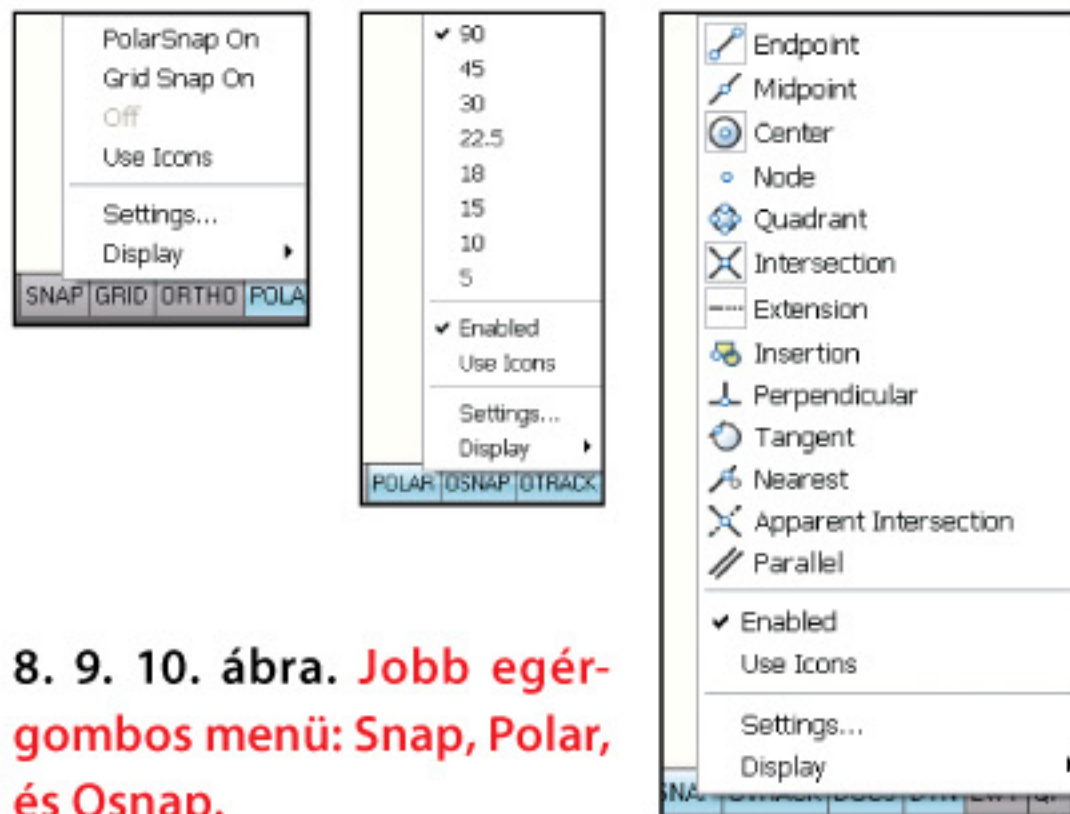 PolarSnap On
Grid Snap On
Off
Use Icons
Settings...
Display
SNAP GRID ORTHO POLA
90
45
30
22.5
18
15
10
5
Enabled
Use Icons
Settings...
Display
POLAR OSNAP OTRACK
Endpoint
Midpoint
Center
Node
Quadrant
Intersection
Extension
Insertion
Perpendicular
Tangent
Nearest
Apparent Intersection
Parallel
Enabled
Use Icons
Settings...
Display
8. 9. 10. ábra. Jobb egér-
gombos menü: Snap, Polar,
és Osnap.